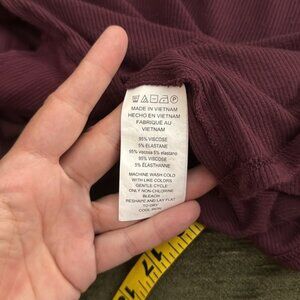 MADE IN VIETNAM
HECHO EN VIETNAM
FABRIQUÉ AU
VIETNAM
95% VISCOSE
5% ELASTANE
95% viscosa 5% elastano
95% VISCOSE
5% ÉLASTHANNE
MACHINE WASH COLD
WITH LIKE COLORS
GENTLE CYCLE
ONLY NON-CHLORINE
BLEACH
RESHAPE AND LAY FLAT
TO DRY
COOL IRON